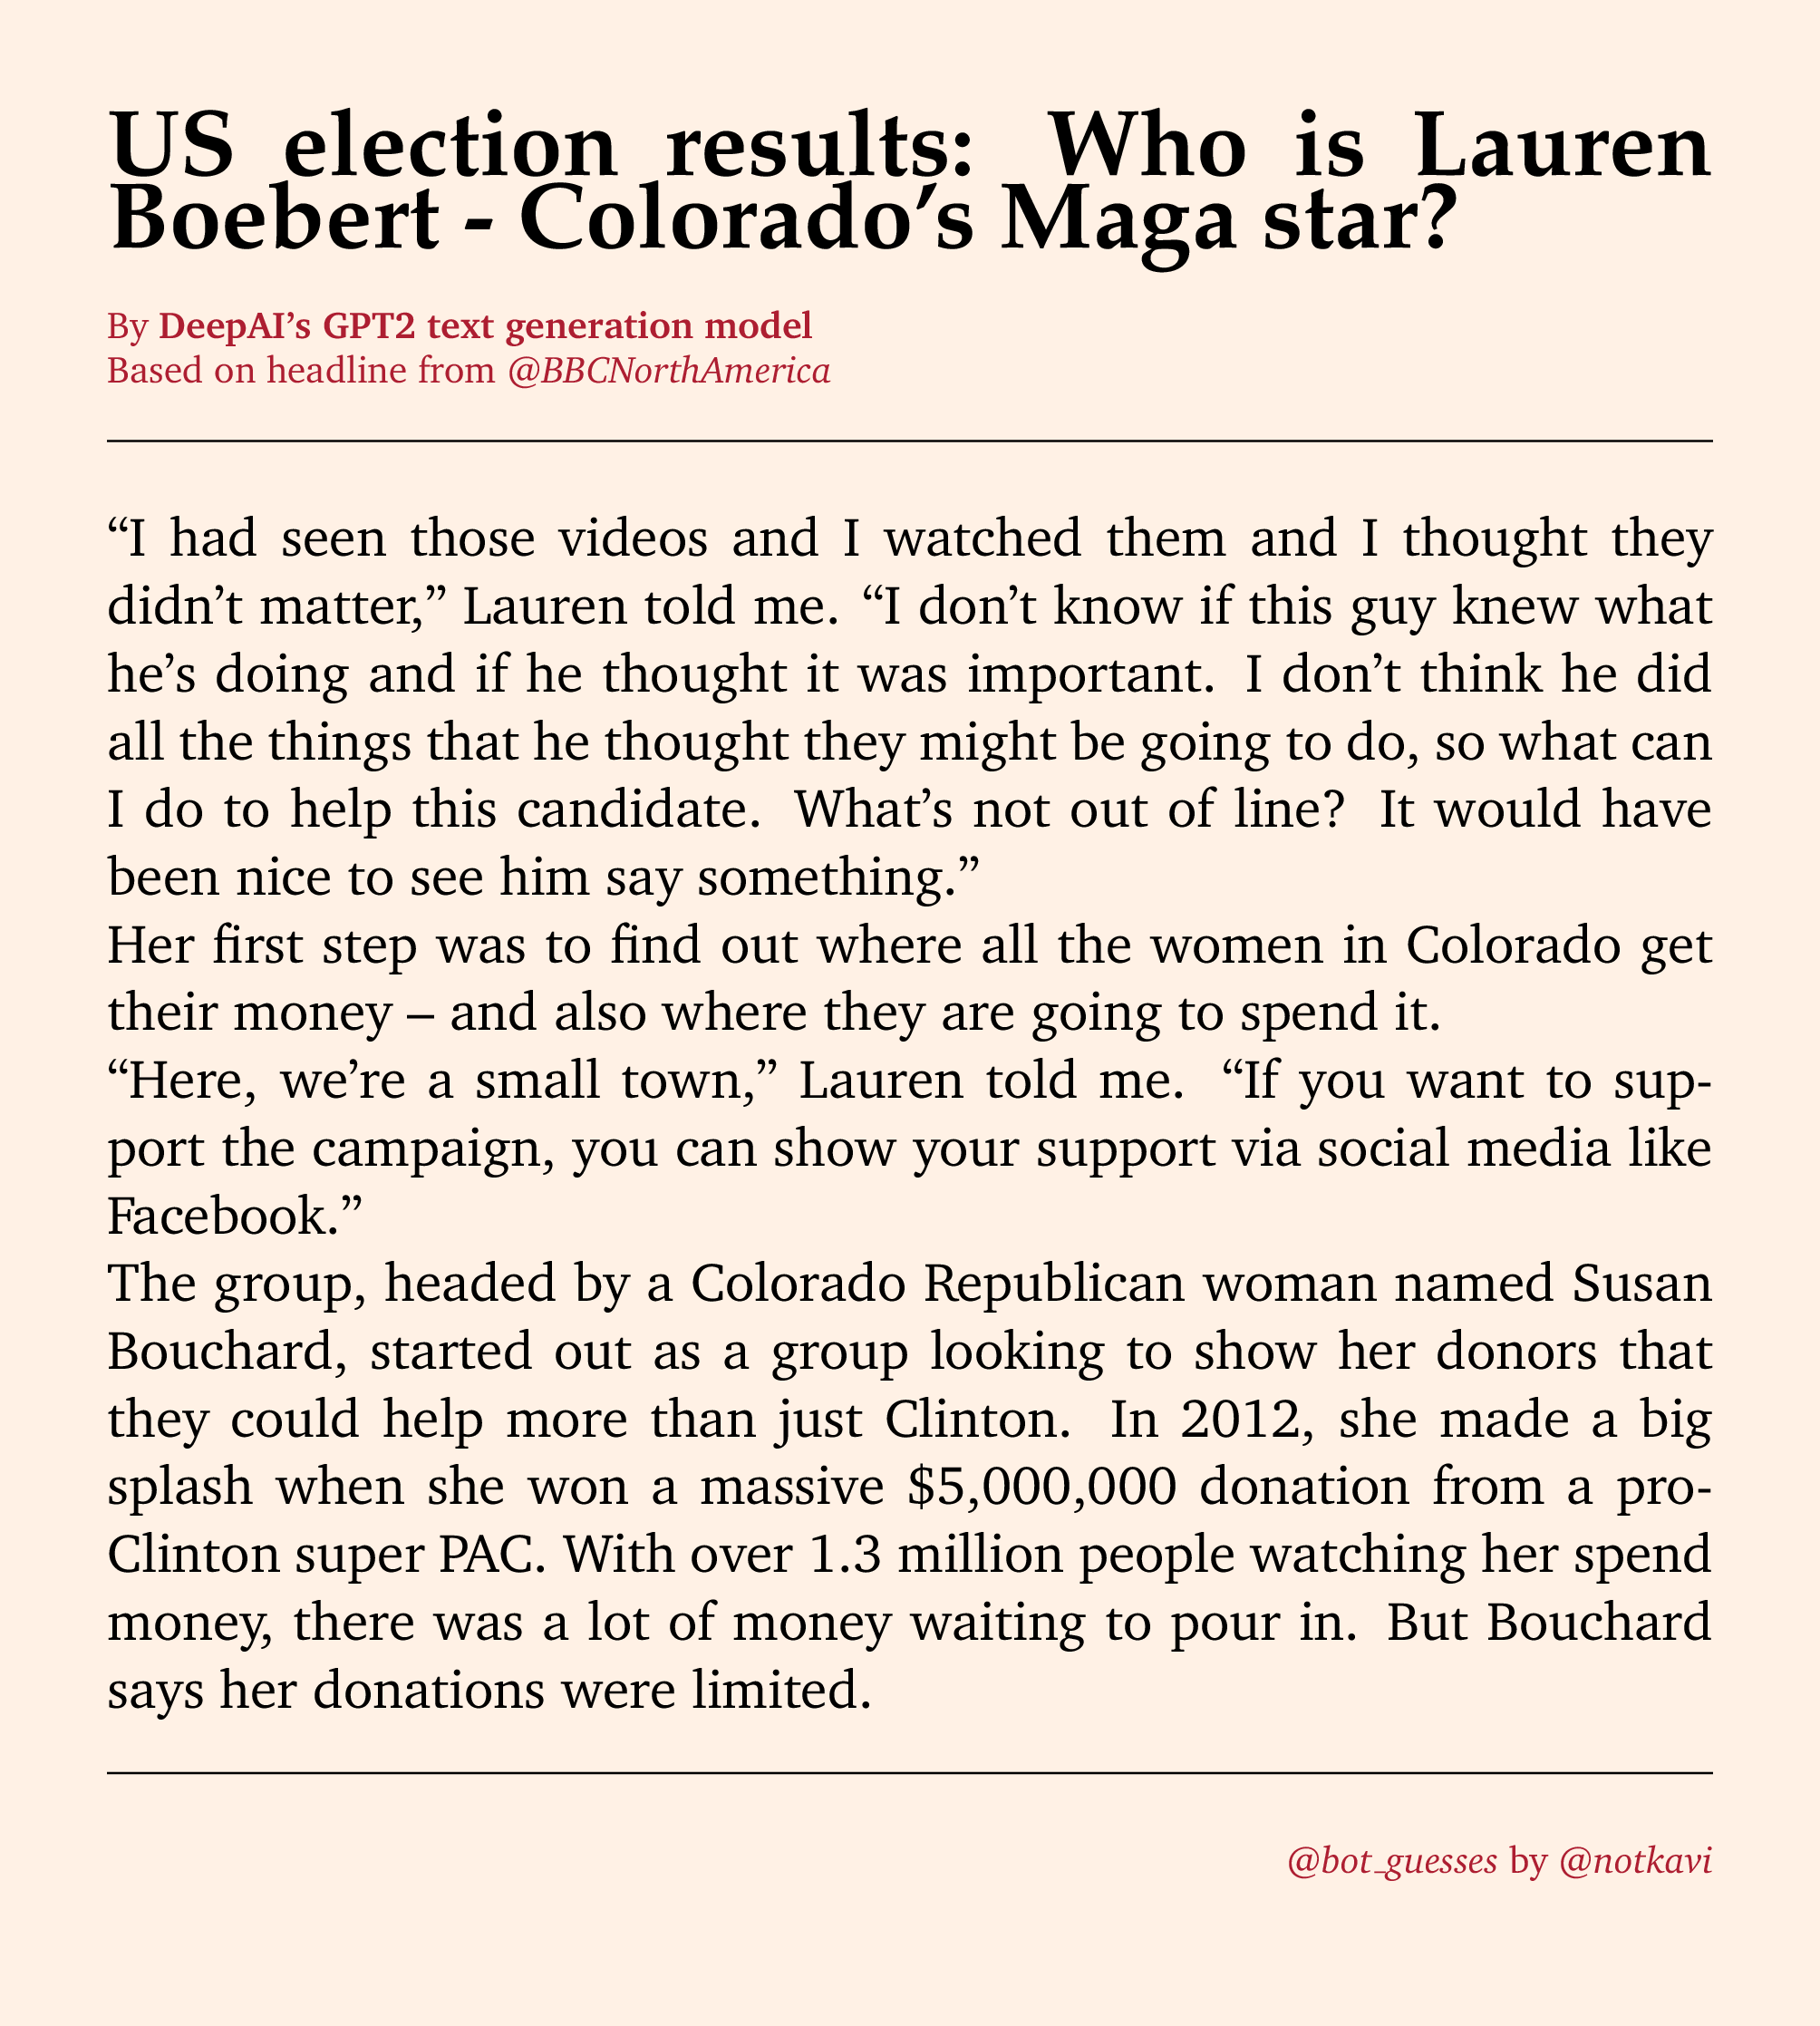 US election results: Who is Lauren
Boebert - Colorado’s Maga star?
By DeepAI’s GPT2 text generation model
Based on headline from @BBCNorthAmerica
“I had seen those videos and I watched them and I thought they
didn’t matter,” Lauren told me. “I don’t know if this guy knew what
he’s doing and if he thought it was important. I don’t think he did
all the things that he thought they might be going to do, so what can
I do to help this candidate. What’s not out of line? It would have
been nice to see him say something.”
Her first step was to find out where all the women in Colorado get
their money – and also where they are going to spend it.
“Here, we’re a small town,” Lauren told me. “If you want to sup-
port the campaign, you can show your support via social media like
Facebook.”
The group, headed by a Colorado Republican woman named Susan
Bouchard, started out as a group looking to show her donors that
they could help more than just Clinton. In 2012, she made a big
splash when she won a massive $5,000,000 donation from a pro-
Clinton super PAC. With over 1.3 million people watching her spend
money, there was a lot of money waiting to pour in. But Bouchard
says her donations were limited.
@bot_guesses by @notkavi